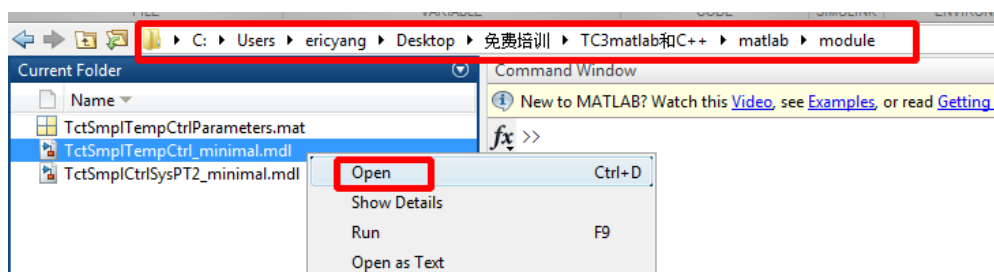 C: Users ericyang Desktop 免费培训 TC3matlab和C++ matlab module
Current Folder
Command Window
Name
New to MATLAB? Watch this Video, see Examples, or read Getting
TctSmplTempCtrlParameters.mat
fx >>
TctSmplTempCtrl_minimal.mdl
TctSmplCtrlSysPT2_minimal.mdl
Open Ctrl+D
Show Details
Run F9
Open as Text